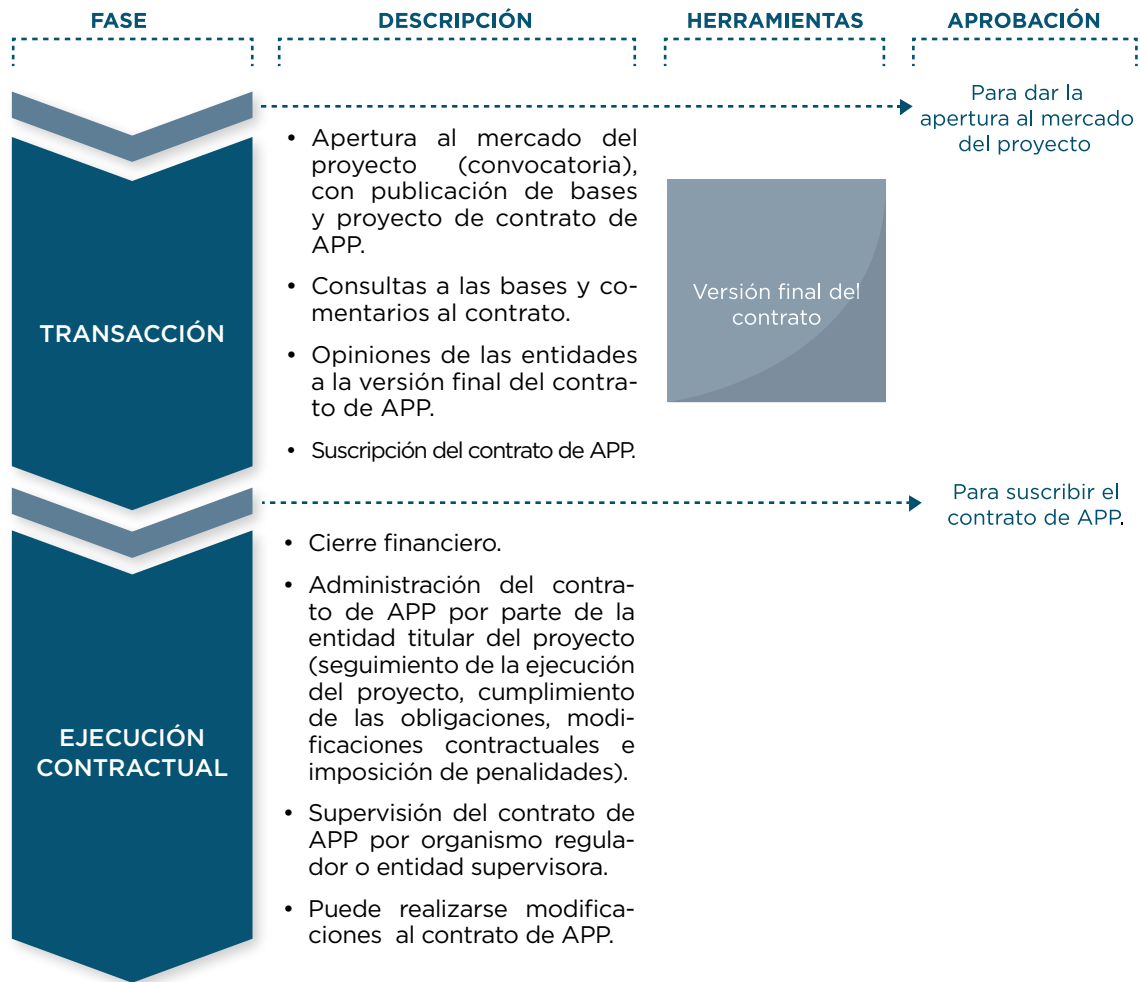 FASE
DESCRIPCIÓN
HERRAMIENTAS
APROBACIÓN
Para dar la
apertura al mercado
del proyecto
TRANSACCIÓN
• Apertura al mercado del
proyecto (convocatoria),
con publicación de bases
y proyecto de contrato de
APP.
• Consultas a las bases y co-
mentarios al contrato.
• Opiniones de las entidades
a la versión final del contra-
to de APP.
• Suscripción del contrato de APP.
Versión final del
contrato
Para suscribir el
contrato de APP.
EJECUCIÓN
CONTRACTUAL
• Cierre financiero.
• Administración del contra-
to de APP por parte de la
entidad titular del proyecto
(seguimiento de la ejecución
del proyecto, cumplimiento
de las obligaciones, modi-
ficaciones contractuales e
imposición de penalidades).
• Supervisión del contrato de
APP por organismo regula-
dor o entidad supervisora.
• Puede realizarse modifica-
ciones al contrato de APP.